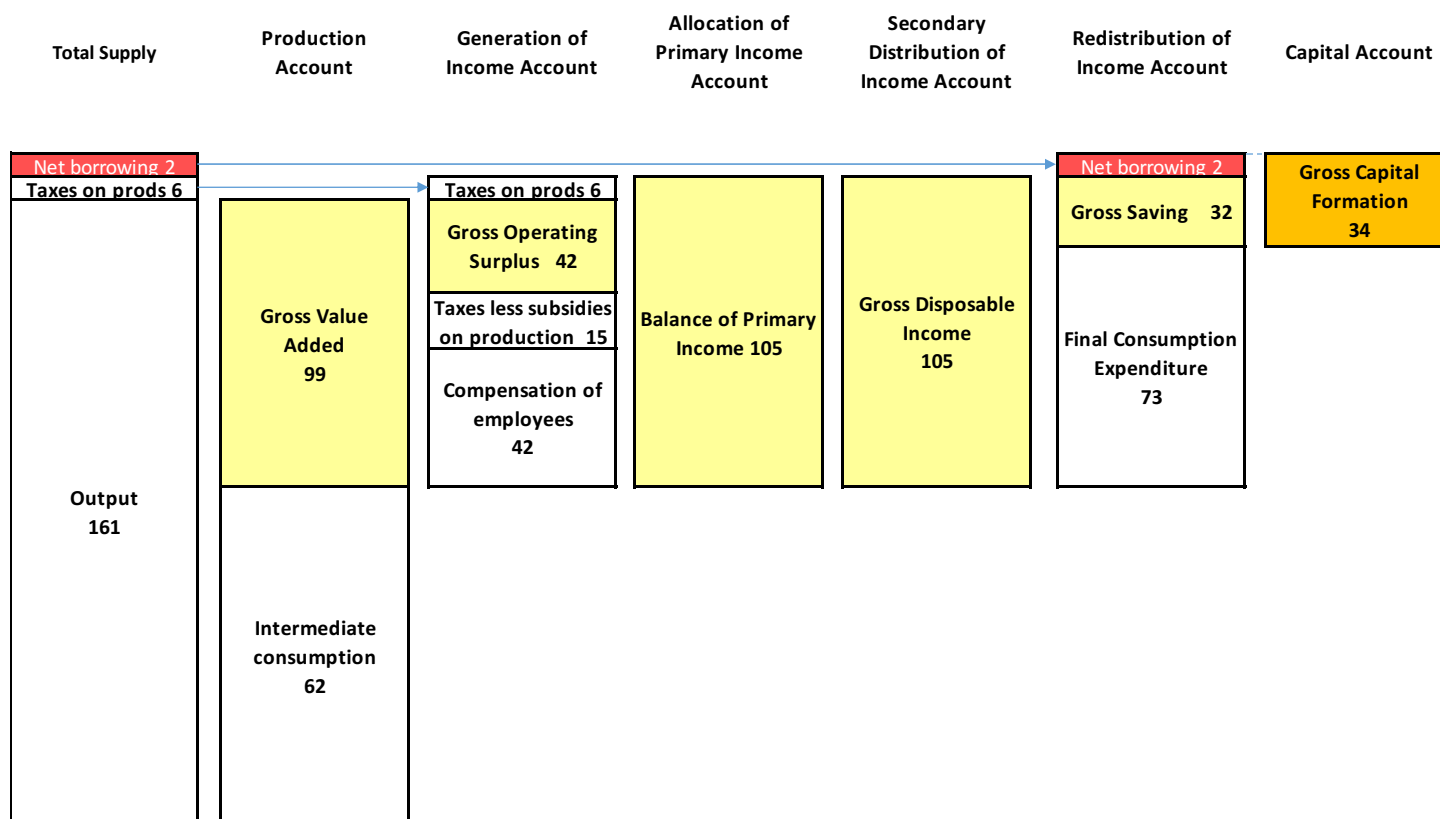 Total Supply
Production
Account
Generation of
Income Account
Allocation of
Primary Income
Account
Secondary
Distribution of
Income Account
Redistribution of
Income Account
Capital Account
Net borrowing 2
Taxes on prods 6
Output
161
Gross Value
Added
99
Intermediate
consumption
62
Taxes on prods 6
Gross Operating
Surplus 42
Taxes less subsidies
on production 15
Compensation of
employees
42
Balance of Primary
Income 105
Gross Disposable
Income
105
Net borrowing 2
Gross Saving 32
Final Consumption
Expenditure
73
Gross Capital
Formation
34